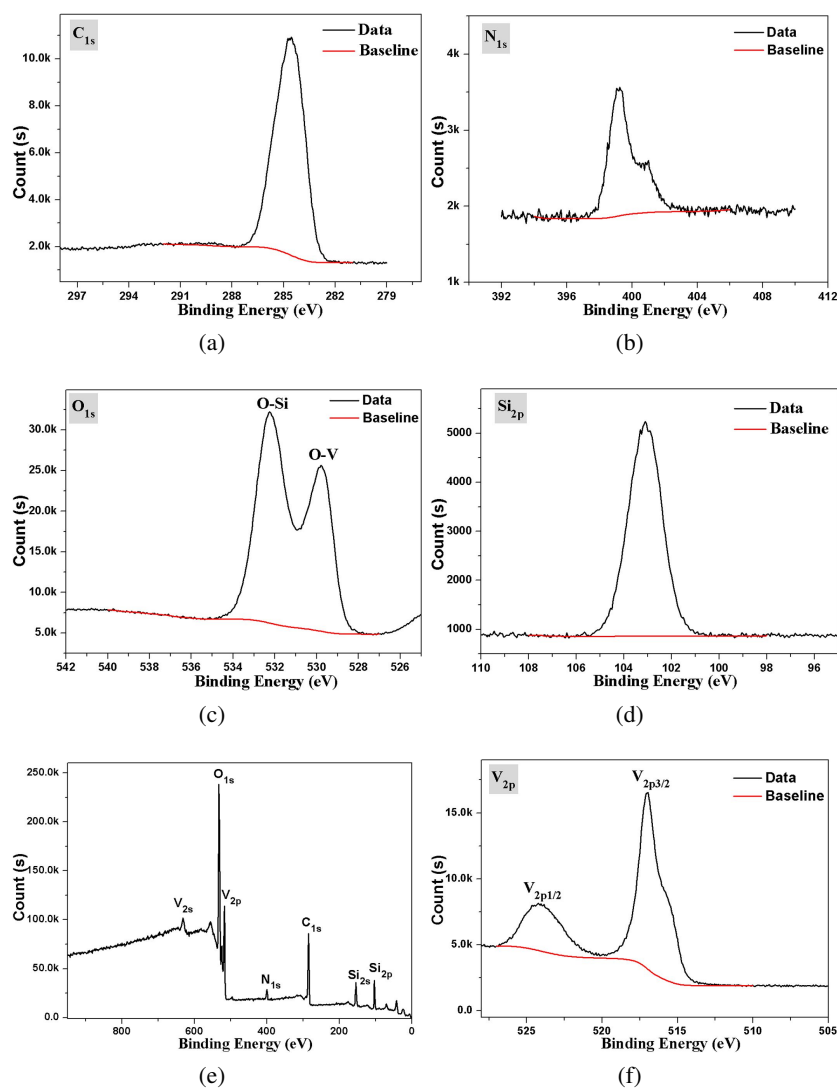 C1s
Data
Baseline
10.0k
8.0k
6.0k
4.0k
2.0k
Count (s)
297 294 291 288 285 282 279
Binding Energy (eV)
(a)
N1s
Data
Baseline
4k
3k
2k
1k
Count (s)
392 396 400 404 408 412
Binding Energy (eV)
(b)
O1s
O-Si
O-V
Data
Baseline
30.0k
25.0k
20.0k
15.0k
10.0k
5.0k
Count (s)
542 540 538 536 534 532 530 528 526
Binding Energy (eV)
(c)
Si2p
Data
Baseline
5000
4000
3000
2000
1000
Count (s)
110 108 106 104 102 100 98 96
Binding Energy (eV)
(d)
250.0k
200.0k
150.0k
100.0k
50.0k
0.0
Count (s)
O1s
V2s
V2p
N1s
C1s
Si2s
Si2p
800 600 400 200 0
Binding Energy (eV)
(e)
V2p
V2p3/2
V2p1/2
Data
Baseline
15.0k
10.0k
5.0k
0.0
Count (s)
525 520 515 510 505
Binding Energy (eV)
(f)